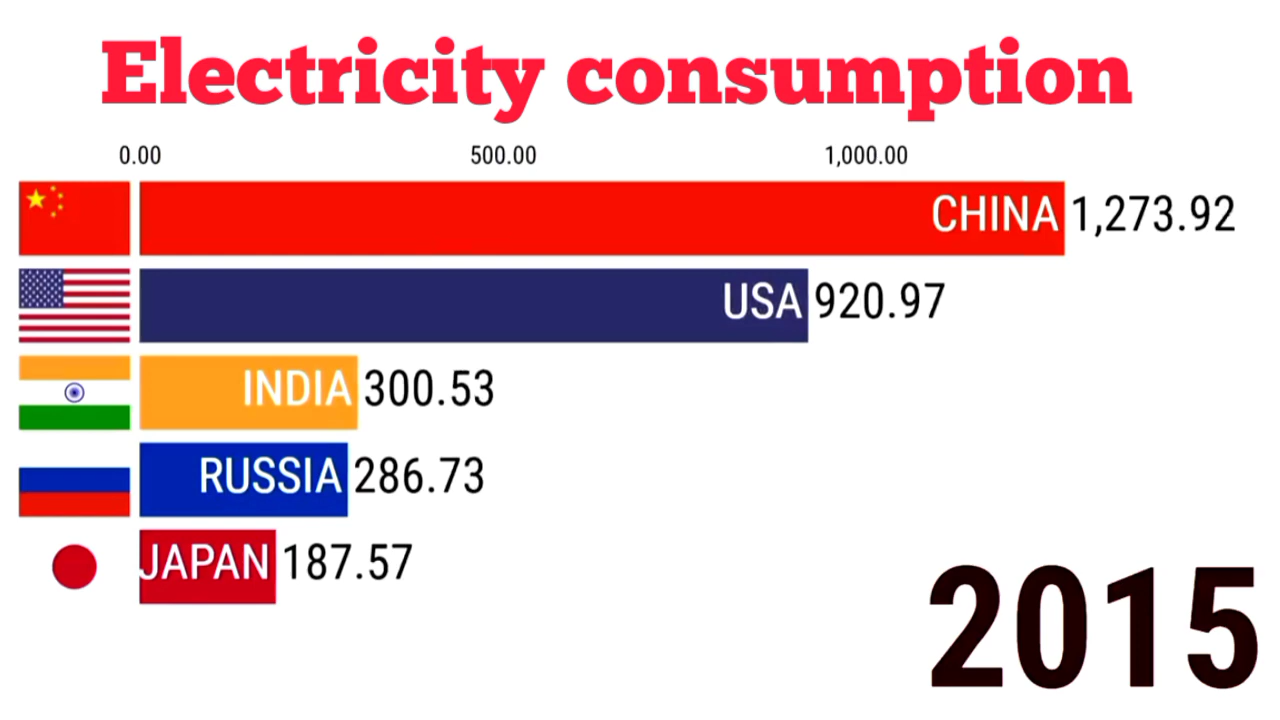 Electricity consumption
0.00 500.00 1,000.00
CHINA 1,273.92
USA 920.97
INDIA 300.53
RUSSIA 286.73
JAPAN 187.57
2015